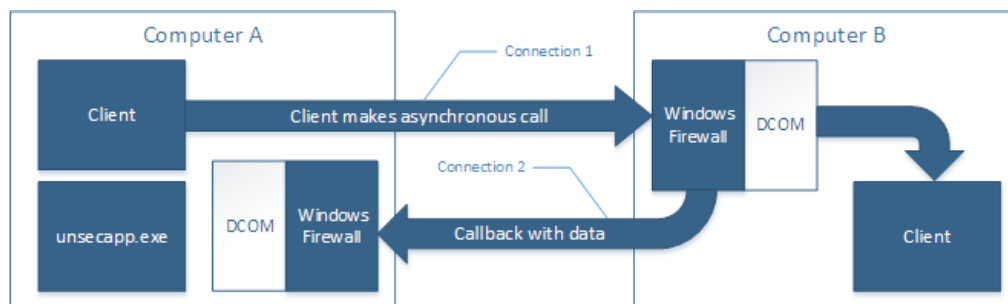 Computer A
Computer B
Connection 1
Client
Client makes asynchronous call
Windows
Firewall
DCOM
Connection 2
unsecapp.exe
DCOM
Windows
Firewall
Callback with data
Client